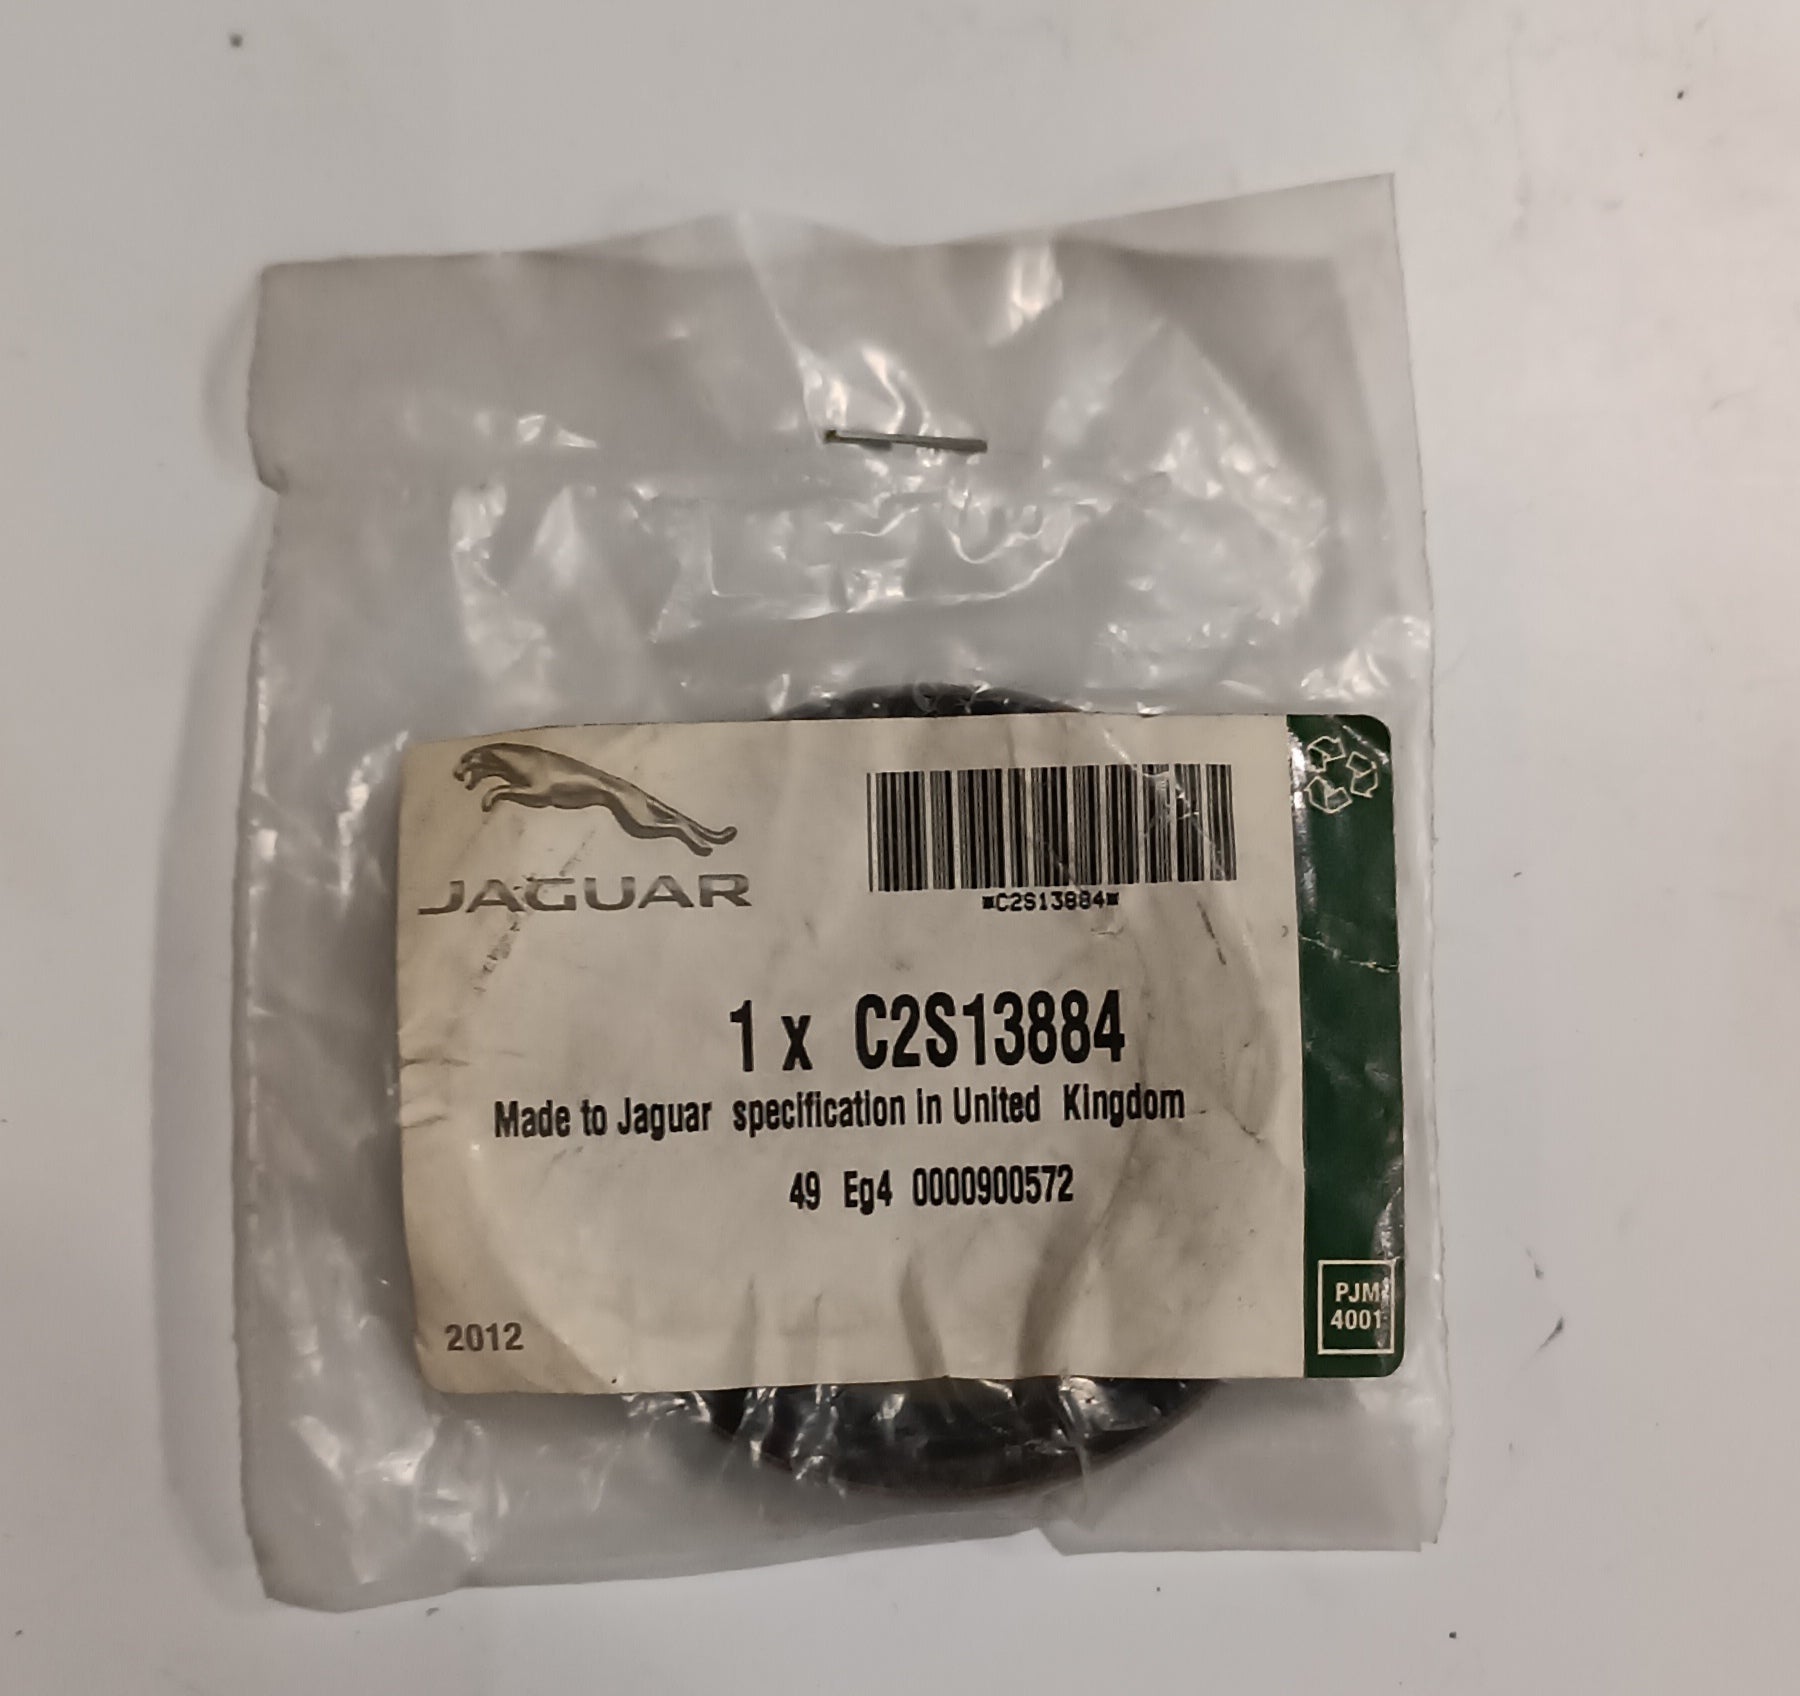 JAGUAR
*C2S13884*
1 x C2S13884
Made to Jaguar specification in United Kingdom
49 Eg4 0000900572
2012
PJM
4001